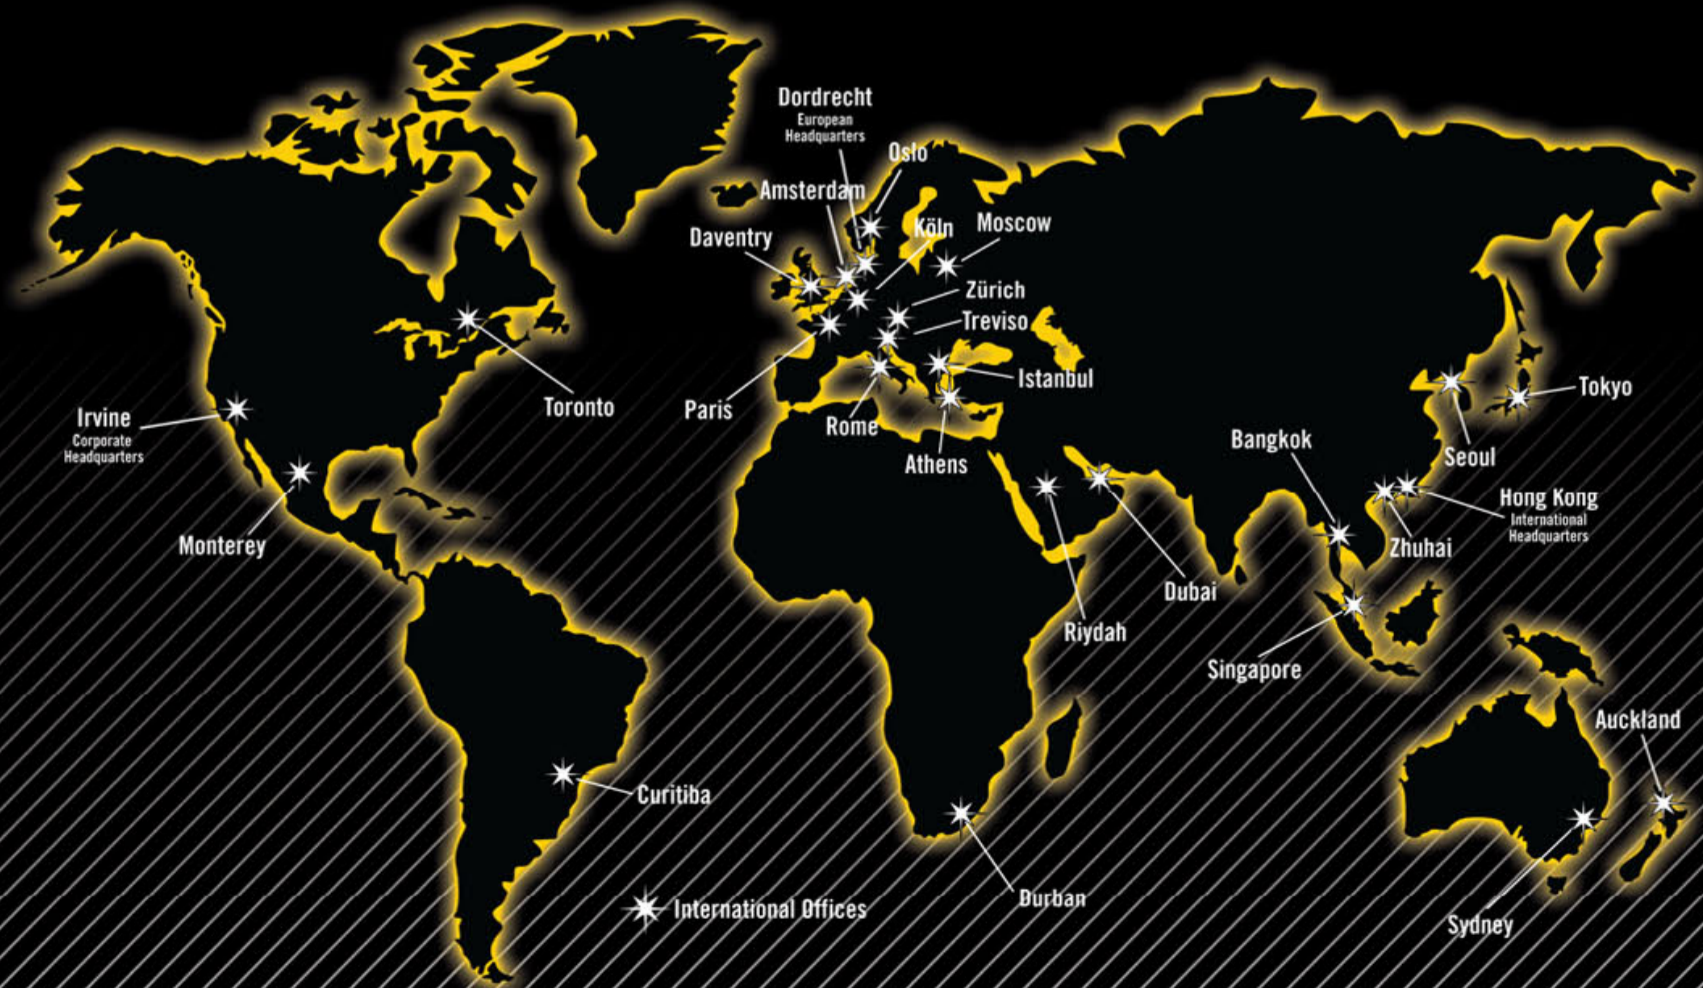 Dordrecht
European
Headquarters
Oslo
Amsterdam
Köln
Moscow
Daventry
Zürich
Treviso
Istanbul
Paris
Rome
Athens
Toronto
Irvine
Corporate
Headquarters
Monterey
Tokyo
Bangkok
Seoul
Hong Kong
International
Headquarters
Zhuhai
Dubai
Riydah
Singapore
Auckland
Curitiba
Durban
International Offices
Sydney